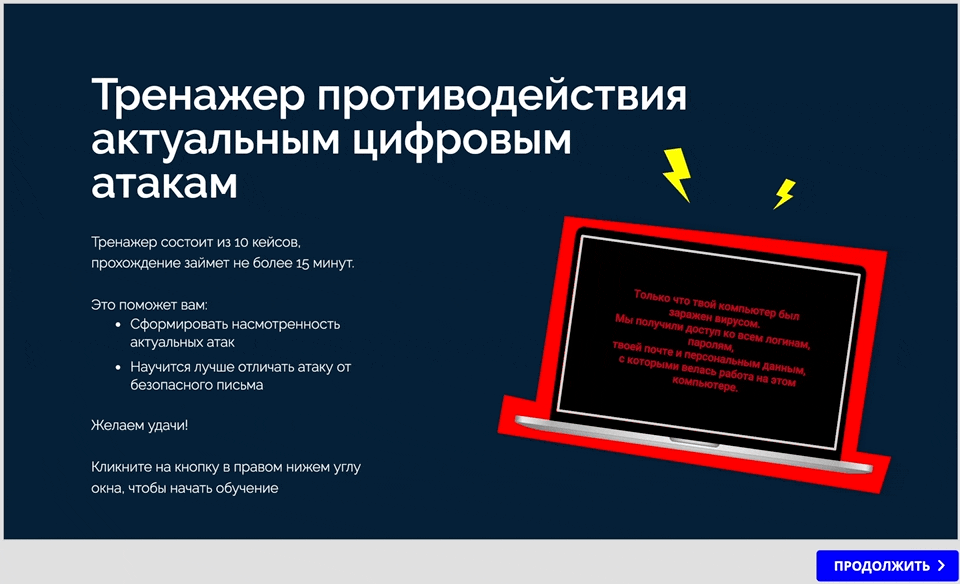 Тренажер противодействия
актуальным цифровым
атакам
Тренажер состоит из 10 кейсов,
прохождение займет не более 15 минут.
Это поможет вам:
• Сформировать насмотренность
актуальных атак
• Научится лучше отличать атаку от
безопасного письма
Желаем удачи!
Кликните на кнопку в правом нижем углу
окна, чтобы начать обучение
Только что твой компьютер был
заражен вирусом.
Мы получили доступ ко всем логинам,
паролям,
твоей почте и персональным данным,
с которыми велась работа на этом
компьютере.
ПРОДОЛЖИТЬ